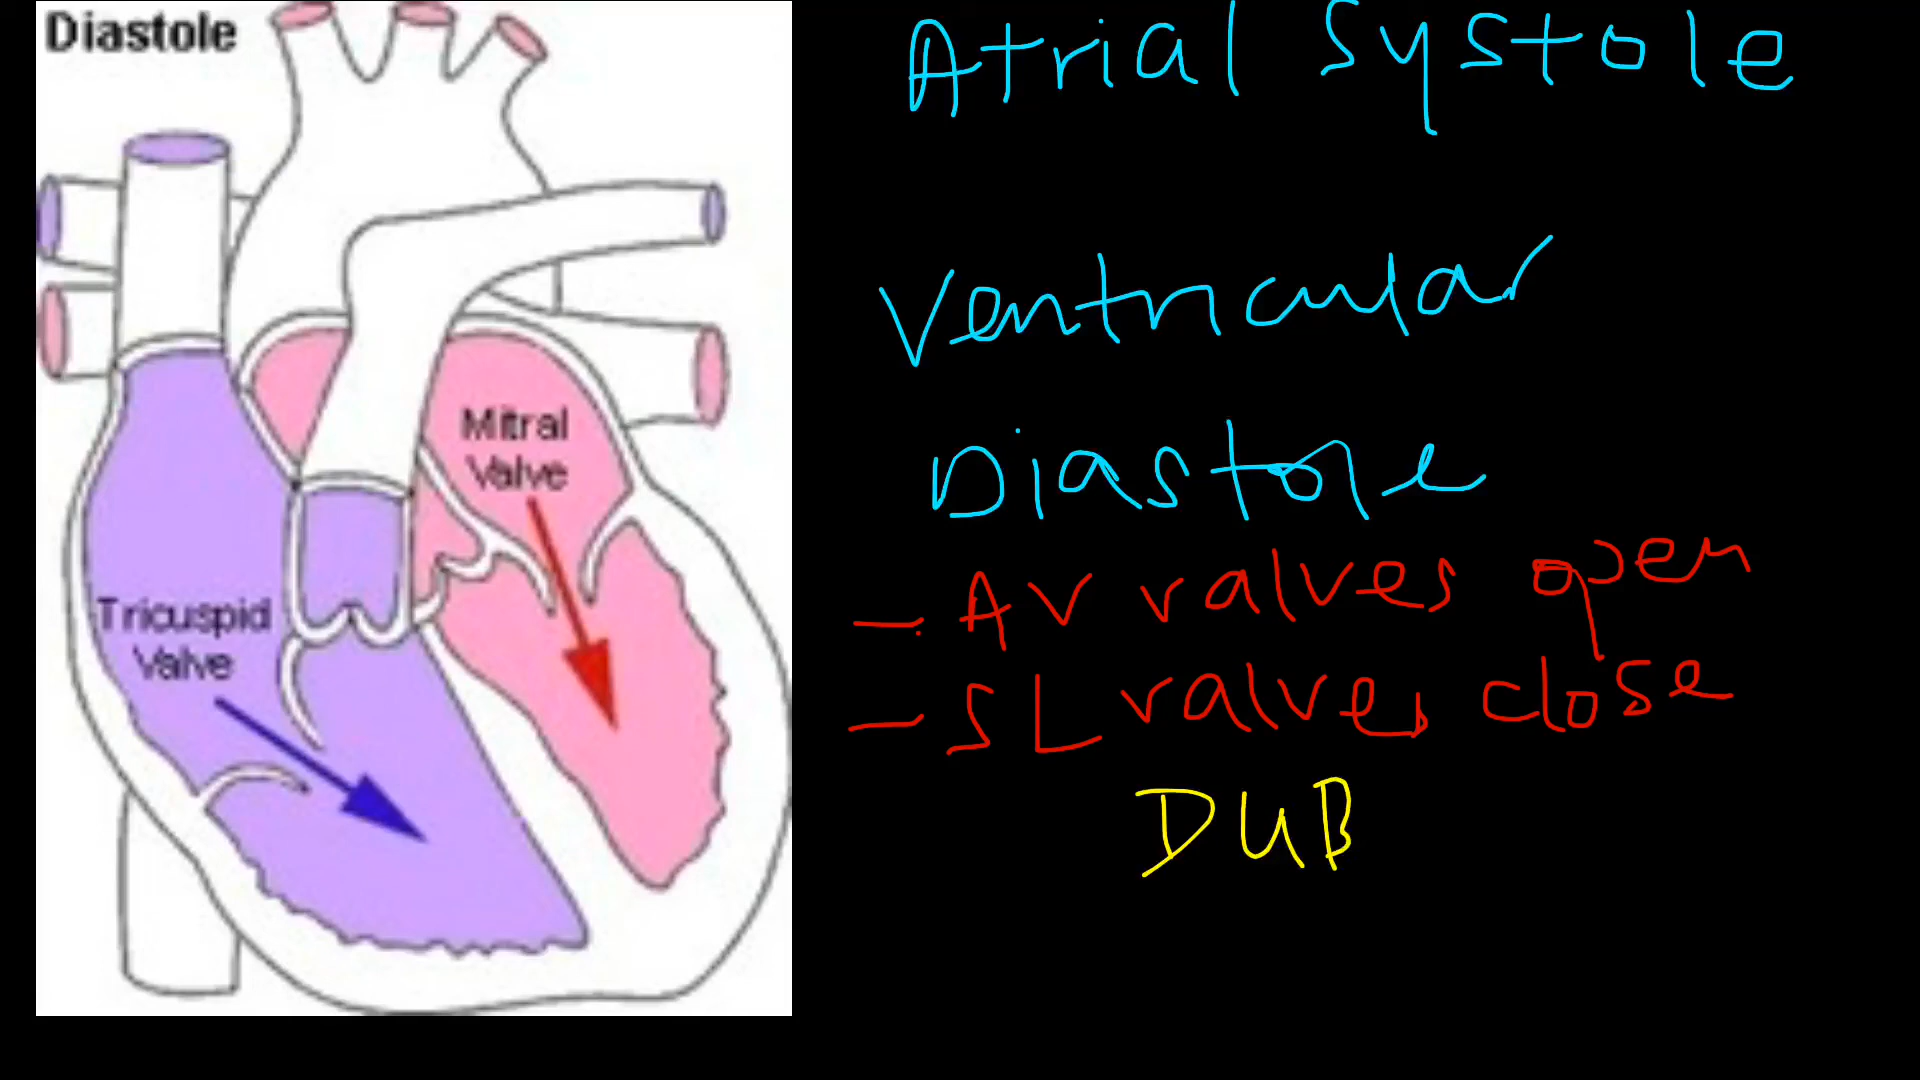 Diastole
Mitral
Valve
Tricuspid
Valve
Atrial Systole
Ventricular
Diastole
- AV valves open
- SL valves close
DUB